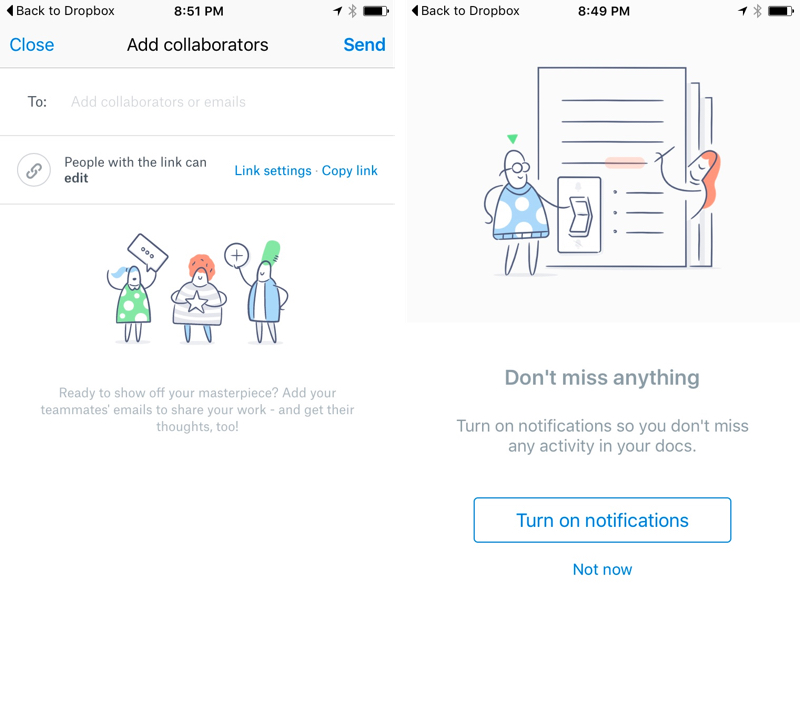 Back to Dropbox 8:51 PM
Close Add collaborators Send
To: Add collaborators or emails
People with the link can
edit
Link settings · Copy link
Ready to show off your masterpiece? Add your
teammates' emails to share your work - and get their
thoughts, too!
Back to Dropbox 8:49 PM
Don't miss anything
Turn on notifications so you don't miss
any activity in your docs.
Turn on notifications
Not now